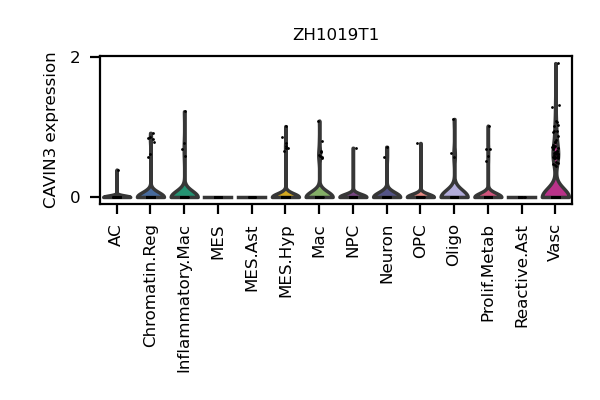 ZH1019T1
CAVIN3 expression
2
0
AC
Chromatin.Reg
Inflammatory.Mac
MES
MES.Ast
MES.Hyp
Mac
NPC
Neuron
OPC
Oligo
Prolif.Metab
Reactive.Ast
Vasc